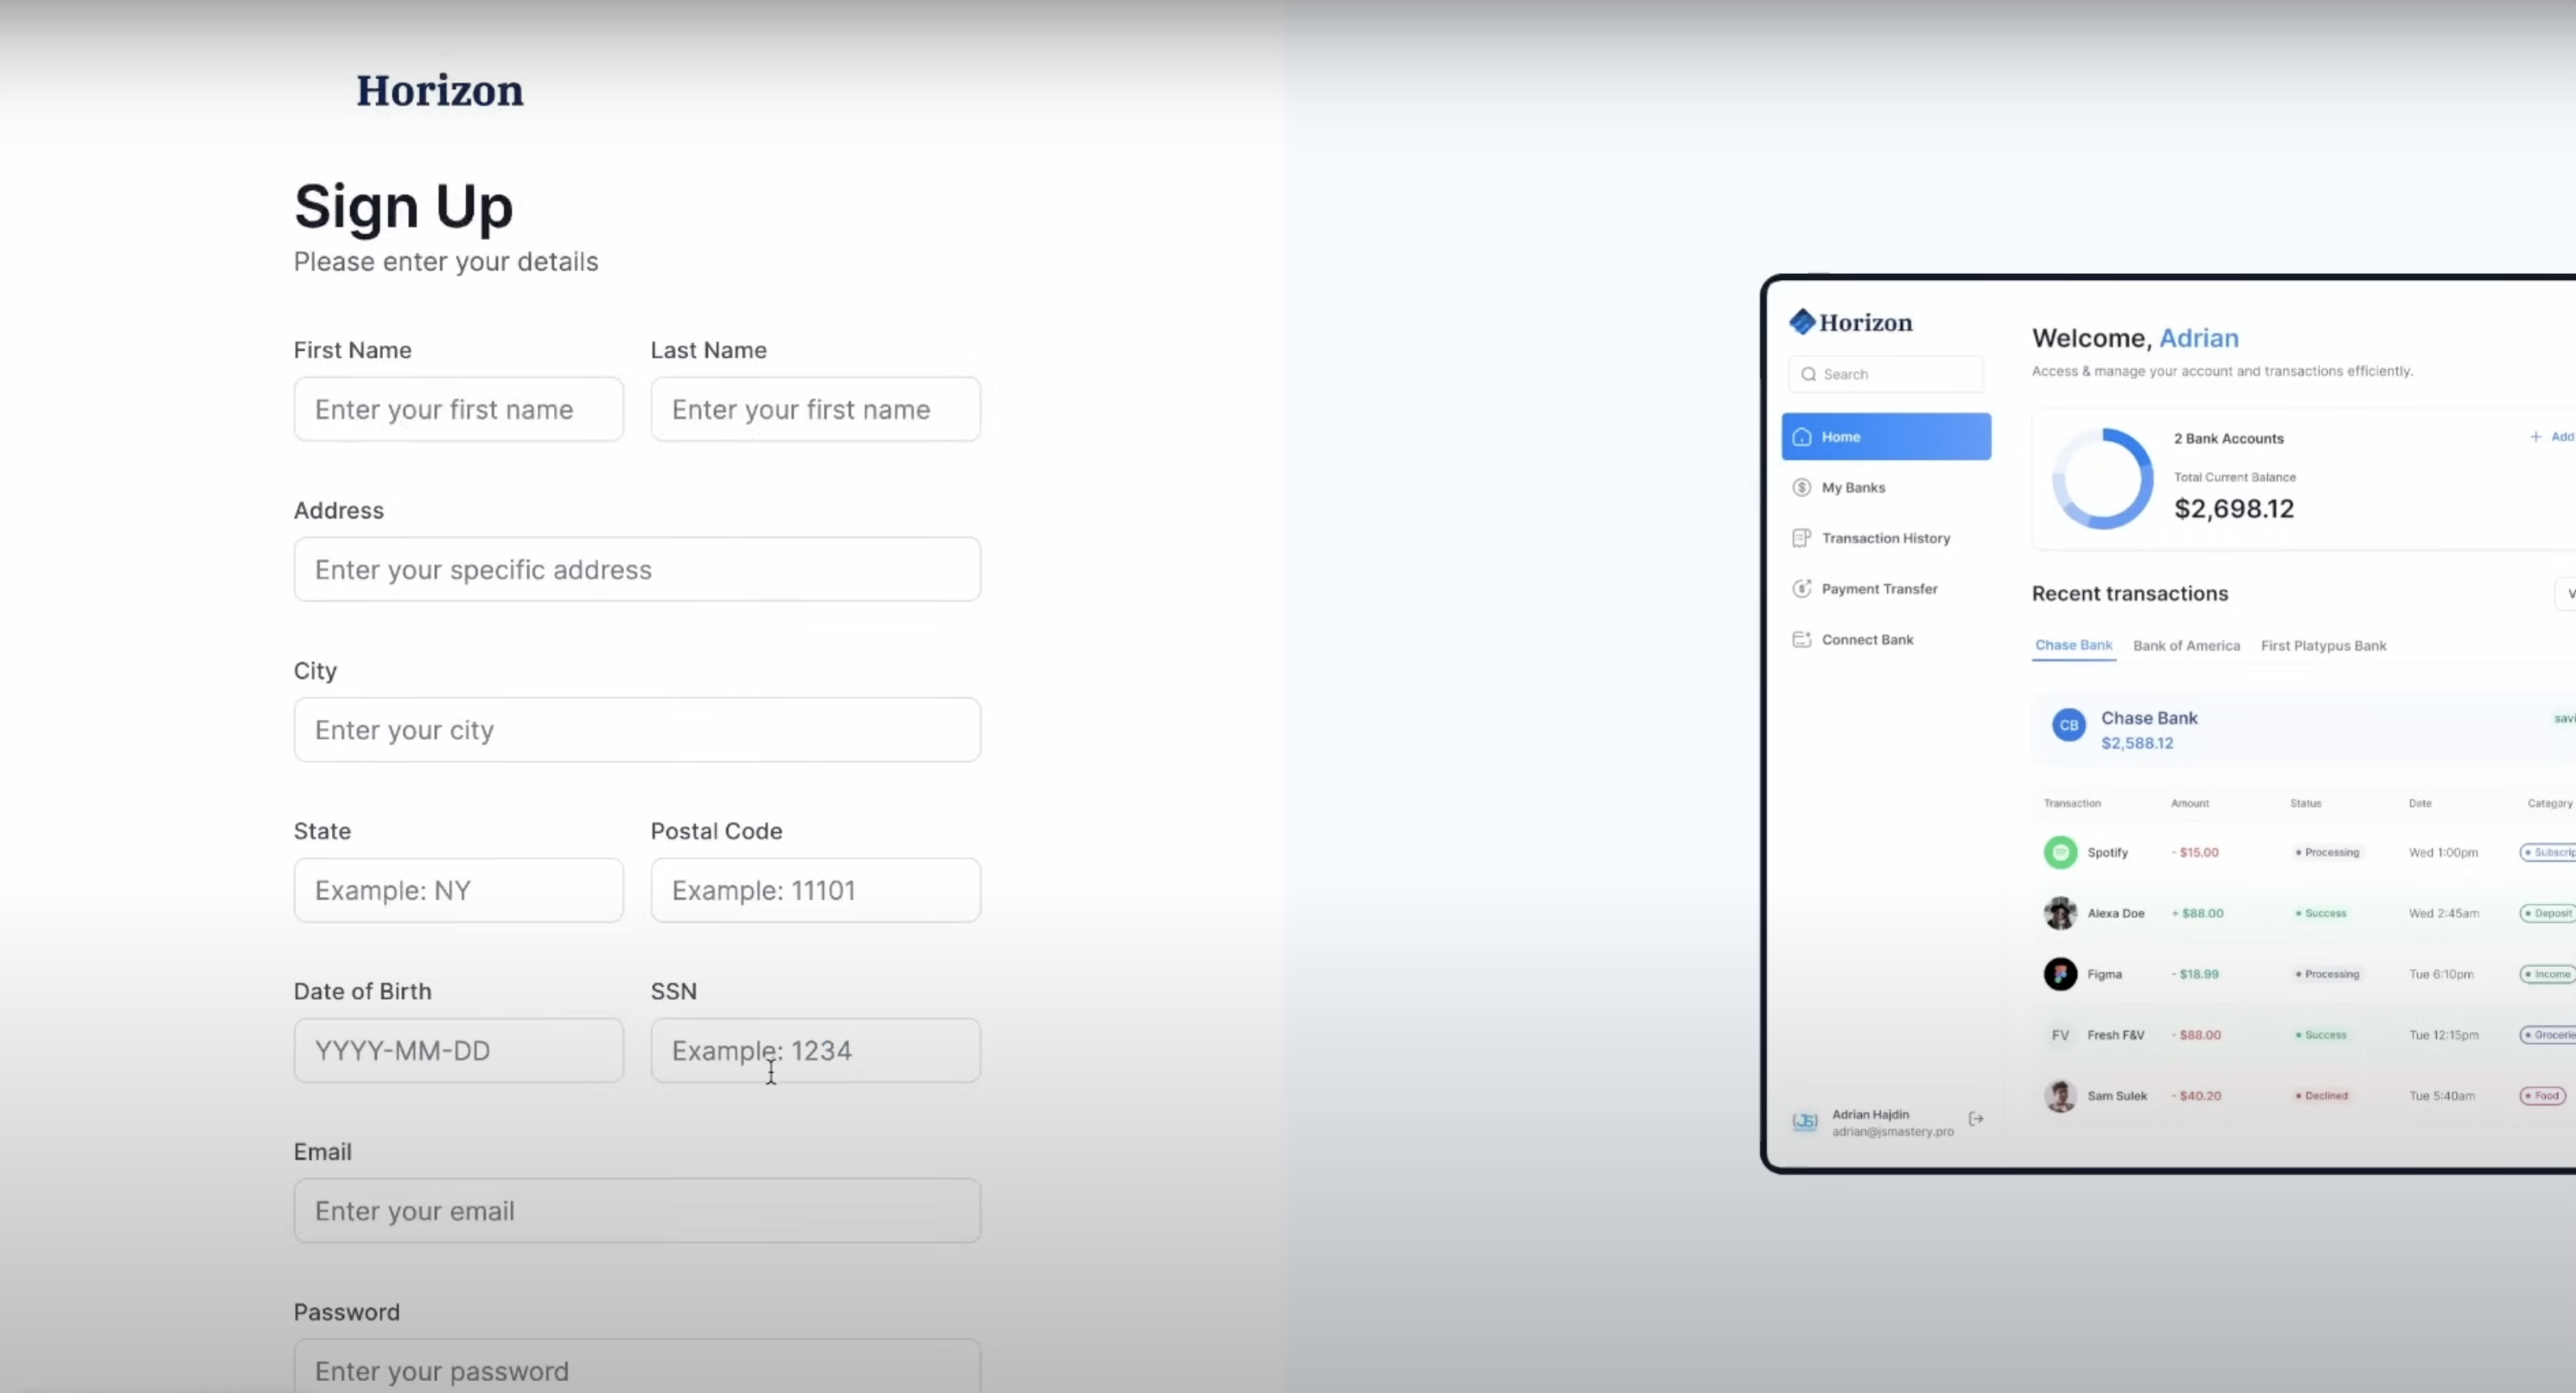 Horizon
Sign Up
Please enter your details
First Name Last Name
Enter your first name Enter your first name
Address
Enter your specific address
City
Enter your city
State Postal Code
Example: NY Example: 11101
Date of Birth SSN
YYYY-MM-DD Example: 1234
Email
Enter your email
Password
Enter your password
Horizon
Search
Home
My Banks
Transaction History
Payment Transfer
Connect Bank
Adrian Hajdin
adrian@jsmastery.pro
Welcome, Adrian
Access & manage your account and transactions efficiently.
2 Bank Accounts + Add
Total Current Balance
$2,698.12
Recent transactions
Chase Bank Bank of America First Platypus Bank
CB Chase Bank
$2,588.12
Transaction Amount Status Date Category
Spotify - $15.00 Processing Wed 1:00pm
Alexa Doe + $88.00 Success Wed 2:45am Deposit
Figma - $18.99 Processing Tue 6:10pm Income
FV Fresh F&V - $88.00 Success Tue 12:15pm
Sam Sulek - $40.20 Declined Tue 5:40am Food